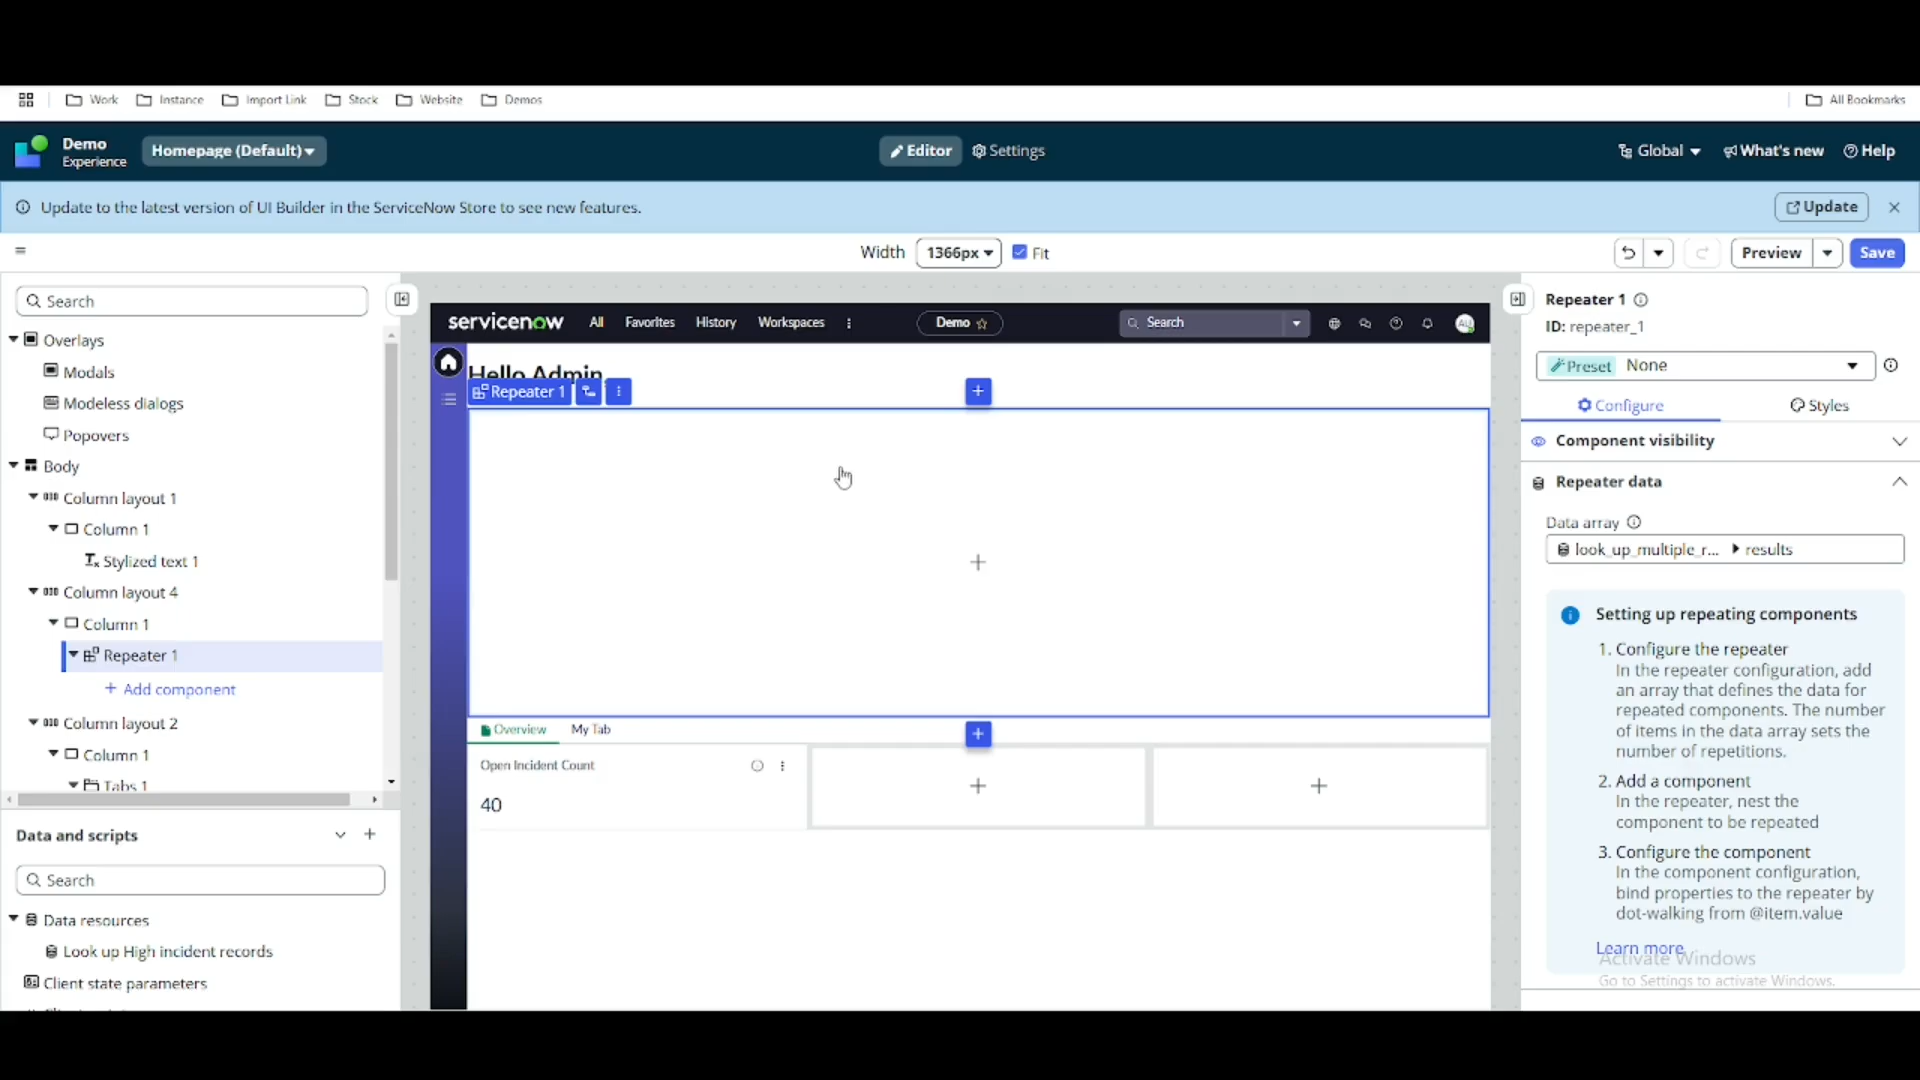 Work
Instance
Import Link
Stock
Website
Demos
All Bookmarks
Demo
Experience
Homepage (Default)
Editor
Settings
Global
What's new
Help
Update to the latest version of UI Builder in the ServiceNow Store to see new features.
Update
Width
1366px
Fit
Preview
Save
Search
Overlays
Modals
Modeless dialogs
Popovers
Body
Column layout 1
Column 1
Stylized text 1
Column layout 4
Column 1
Repeater 1
+ Add component
Column layout 2
Column 1
Tabs 1
Data and scripts
Search
Data resources
Look up High incident records
Client state parameters
servicenow
All
Favorites
History
Workspaces
Demo
Search
AU
Hello Admin
Repeater 1
Overview
My Tab
Open Incident Count
40
Repeater 1
ID: repeater_1
Preset
None
Configure
Styles
Component visibility
Repeater data
Data array
look_up_multiple_r... results
Setting up repeating components
1. Configure the repeater
In the repeater configuration, add
an array that defines the data for
repeated components. The number
of items in the data array sets the
number of repetitions.
2. Add a component
In the repeater, nest the
component to be repeated
3. Configure the component
In the component configuration,
bind properties to the repeater by
dot-walking from @item.value
Learn more
Activate Windows
Go to Settings to activate Windows.